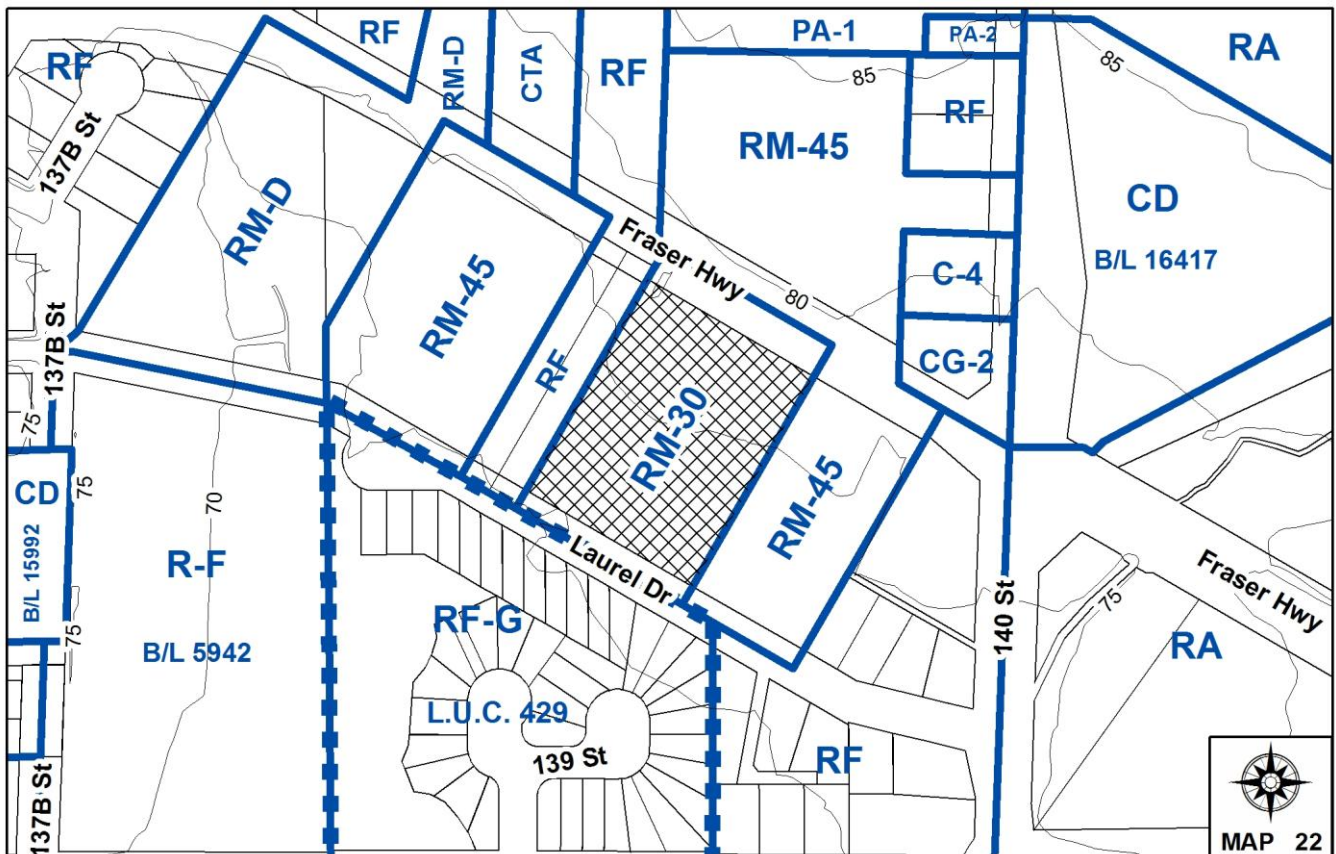 RF
PA-1
PA-2
RF
RM-D
CTA
RF
85
85
RA
RF
137B St
RM-45
RM-D
CD
B/L 16417
Fraser Hwy
C-4
80
RM-45
RF
CG-2
137B St
RM-30
75
RM-45
CD
B/L 15992
75
70
R-F
Laurel Dr
Fraser Hwy
75
140 St
RF-G
RA
75
B/L 5942
L.U.C. 429
139 St
RF
137B St
MAP 22